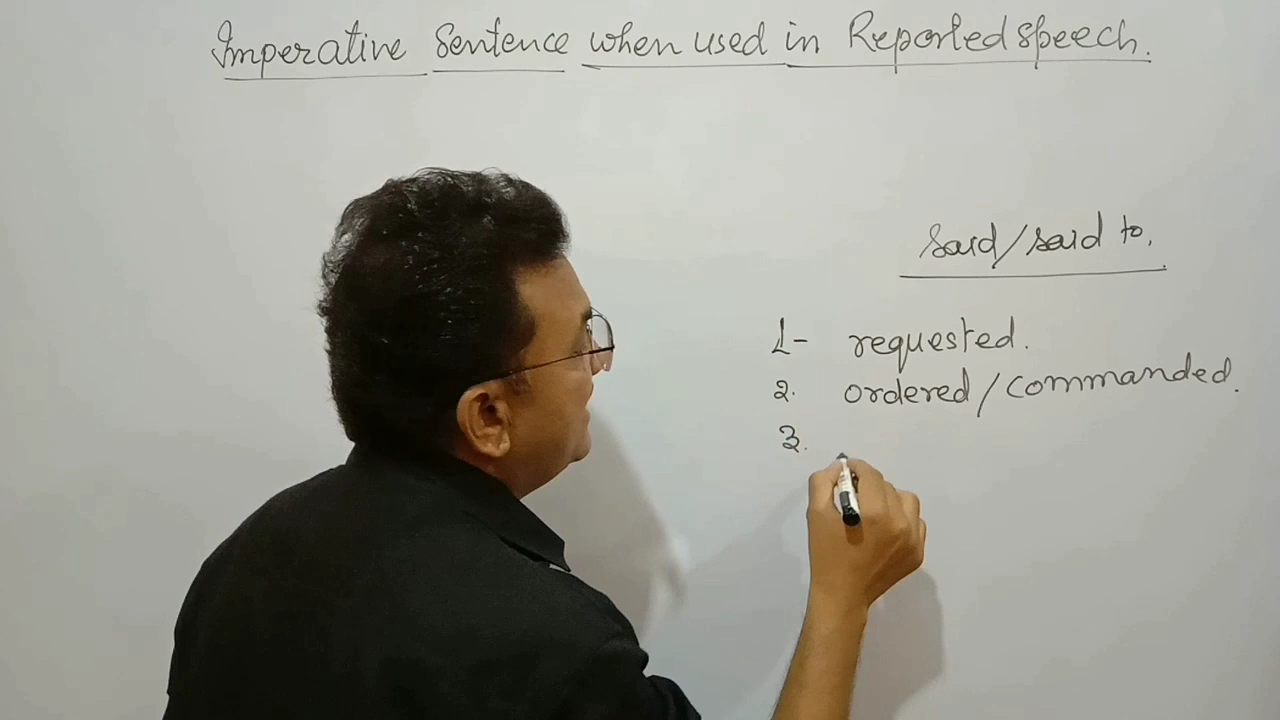 Imperative Sentence when used in Reported speech.
Said/said to,
1- requested.
2. ordered/commanded.
3.